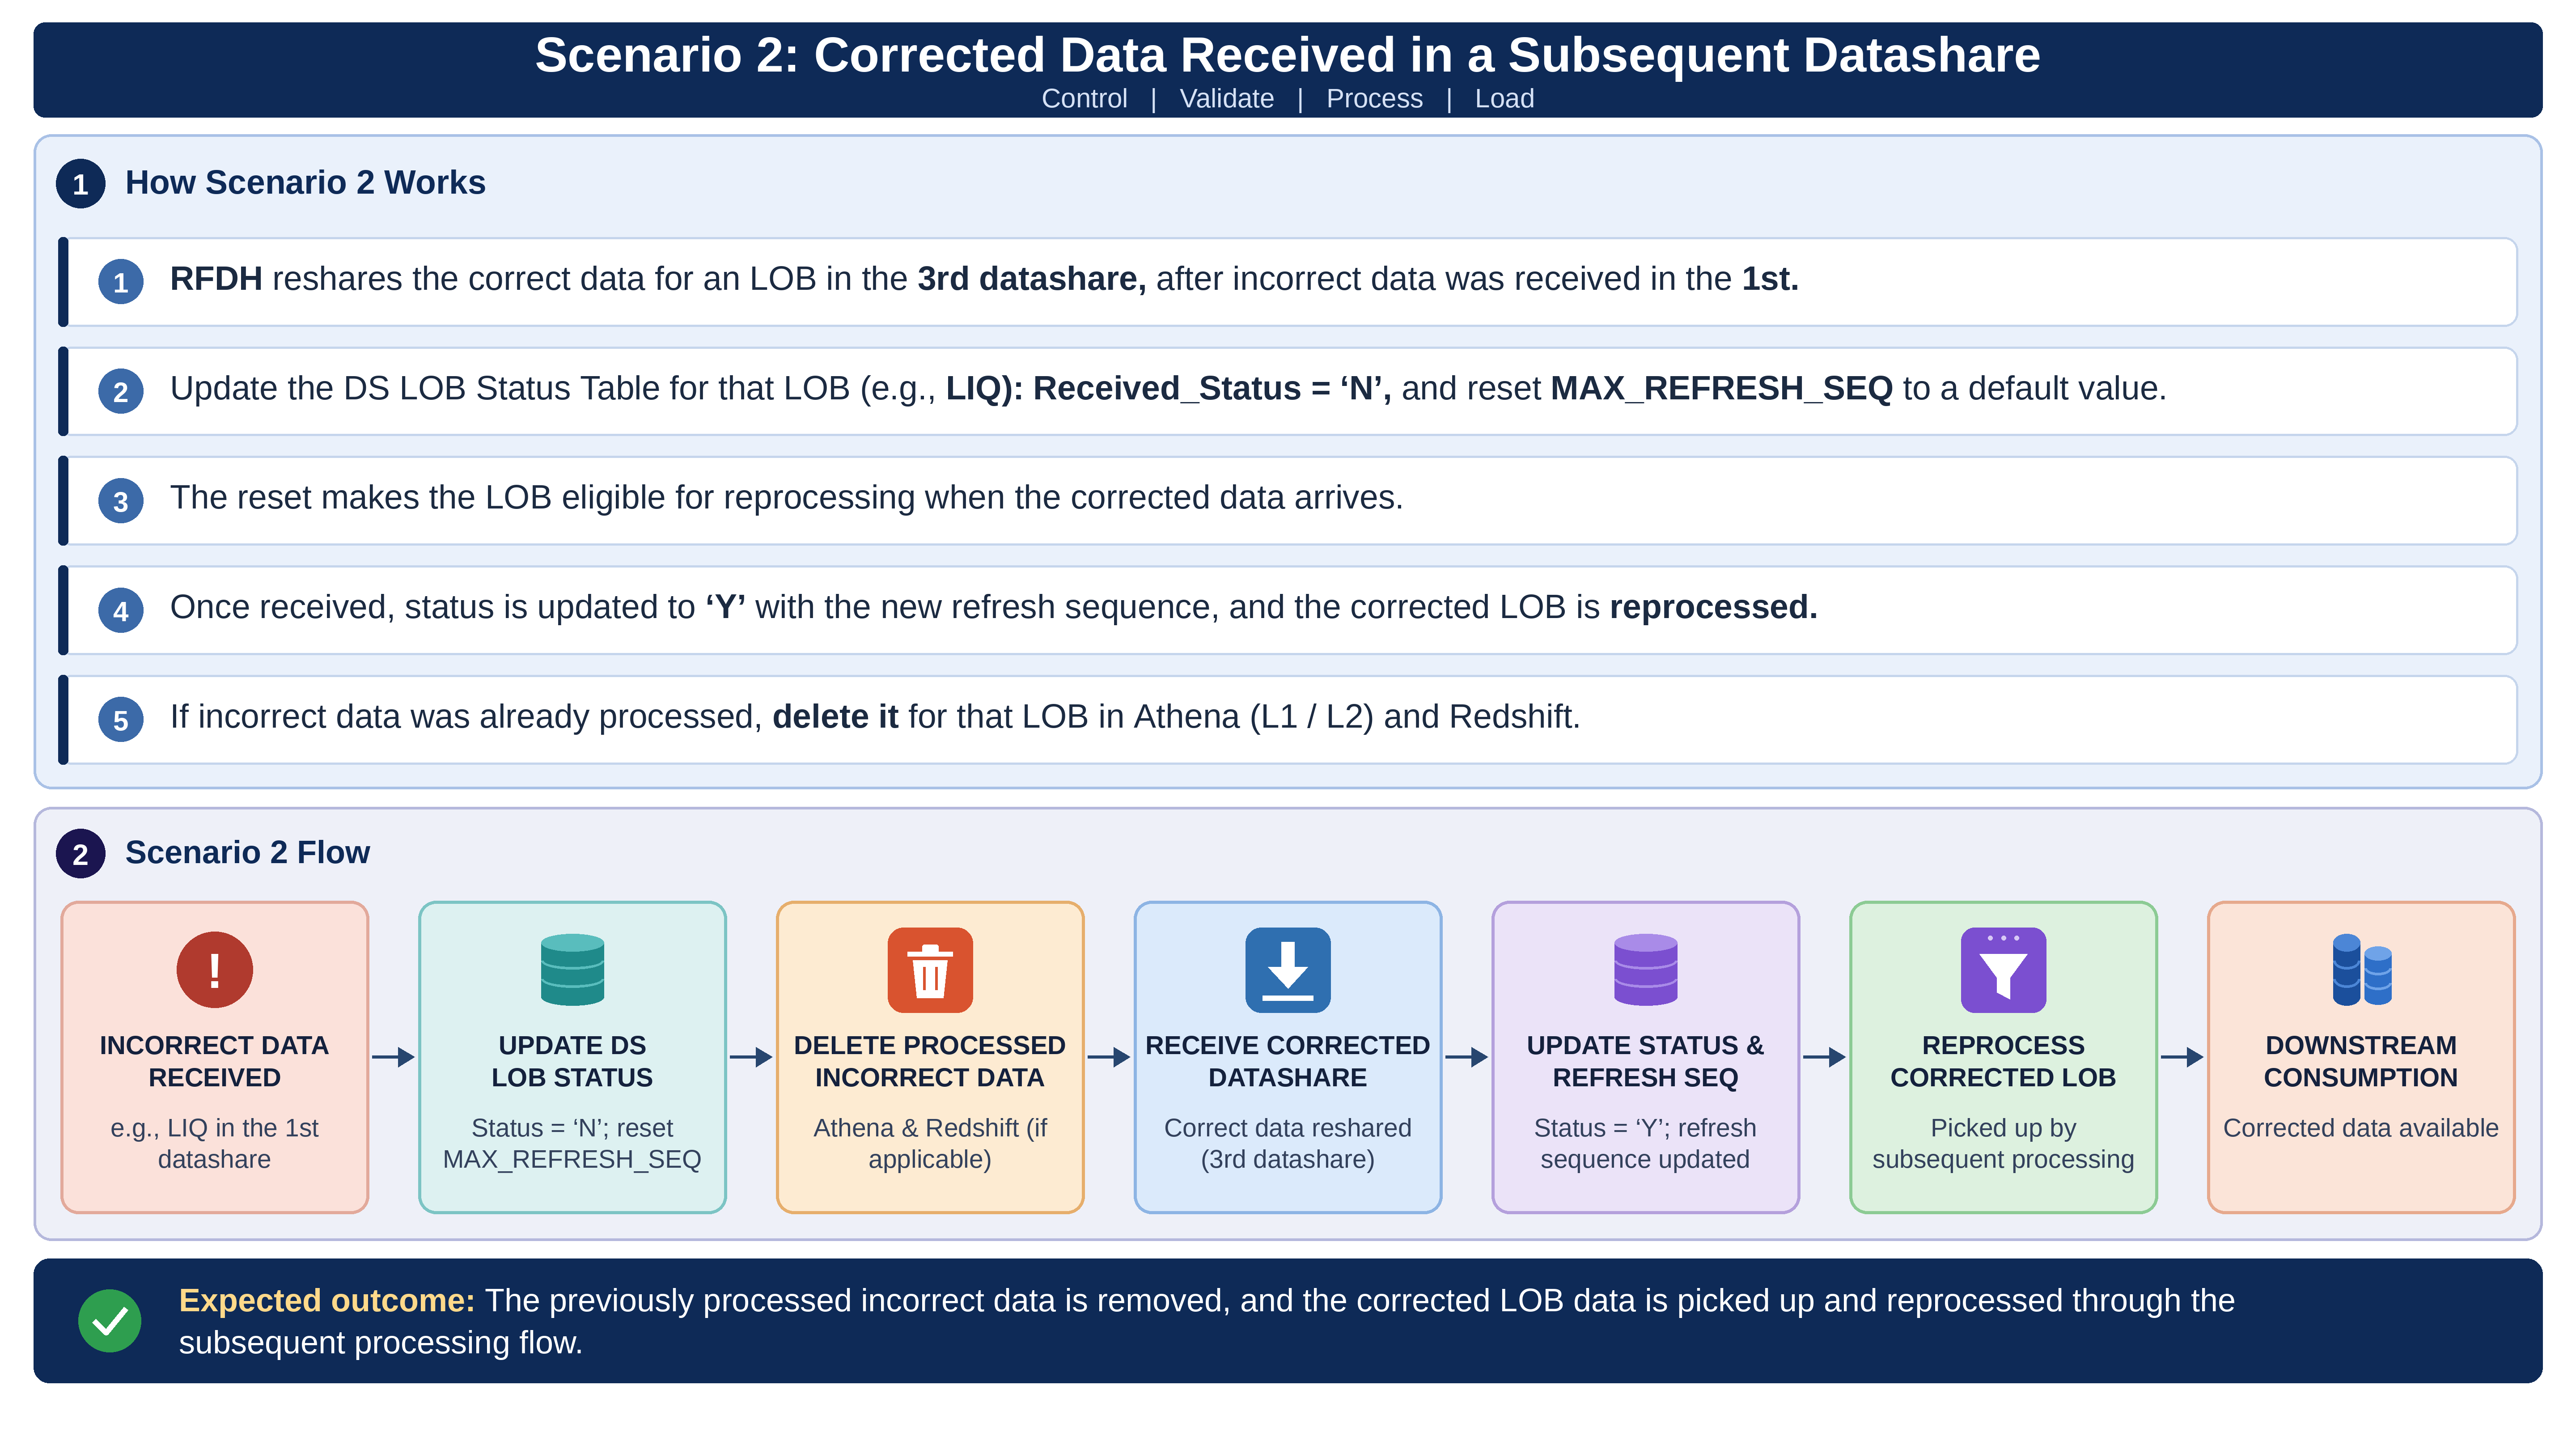 Scenario 2: Corrected Data Received in a Subsequent Datashare
Control | Validate | Process | Load
1 How Scenario 2 Works
1 RFDH reshares the correct data for an LOB in the 3rd datashare, after incorrect data was received in the 1st.
2 Update the DS LOB Status Table for that LOB (e.g., LIQ): Received_Status = ‘N’, and reset MAX_REFRESH_SEQ to a default value.
3 The reset makes the LOB eligible for reprocessing when the corrected data arrives.
4 Once received, status is updated to ‘Y’ with the new refresh sequence, and the corrected LOB is reprocessed.
5 If incorrect data was already processed, delete it for that LOB in Athena (L1 / L2) and Redshift.
2 Scenario 2 Flow
!
INCORRECT DATA
RECEIVED
e.g., LIQ in the 1st
datashare
UPDATE DS
LOB STATUS
Status = ‘N’; reset
MAX_REFRESH_SEQ
DELETE PROCESSED
INCORRECT DATA
Athena & Redshift (if
applicable)
RECEIVE CORRECTED
DATASHARE
Correct data reshared
(3rd datashare)
UPDATE STATUS &
REFRESH SEQ
Status = ‘Y’; refresh
sequence updated
REPROCESS
CORRECTED LOB
Picked up by
subsequent processing
DOWNSTREAM
CONSUMPTION
Corrected data available
Expected outcome: The previously processed incorrect data is removed, and the corrected LOB data is picked up and reprocessed through the
subsequent processing flow.